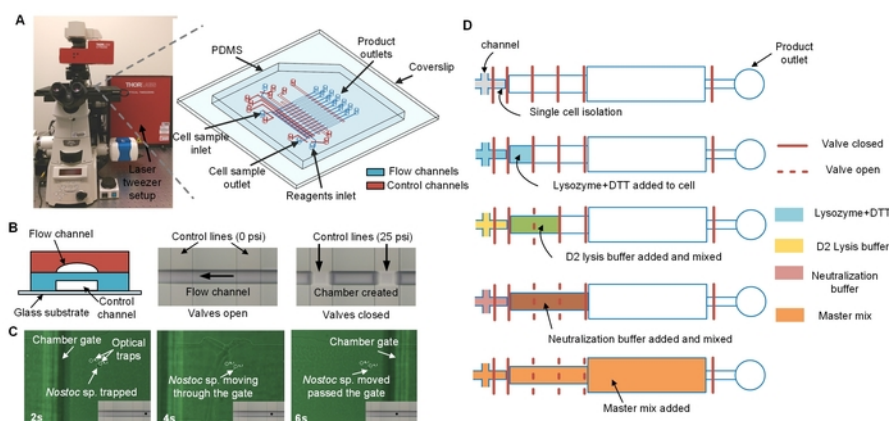 A
THORLABS
PDMS
Product
outlets
Coverslip
Cell sample
inlet
Cell sample
outlet
Reagents inlet
Laser
tweezer
setup
Flow channels
Control channels
B
Flow channel
Glass substrate
Control
channel
Control lines (0 psi)
Flow channel
Valves open
Control lines (25 psi)
Chamber created
Valves closed
C
Chamber gate
Optical
traps
Nostoc sp. trapped
2s
Nostoc sp. moving
through the gate
4s
Chamber gate
Nostoc sp. moved
passed the gate
6s
D
channel
Product
outlet
Single cell isolation
Lysozyme+DTT added to cell
D2 lysis buffer added and mixed
Neutralization buffer added and mixed
Master mix added
Valve closed
Valve open
Lysozyme+DTT
D2 Lysis buffer
Neutralization
buffer
Master mix